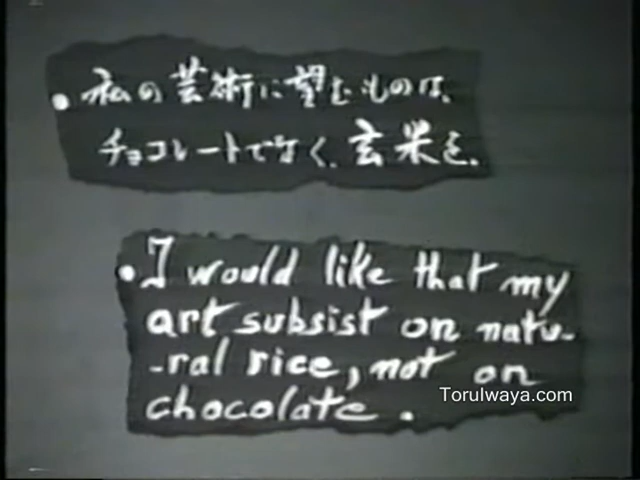 • 私の芸術に望むものは、
チョコレートでなく、玄米を、
• I would like that my
art subsist on natu-
-ral rice, not on
chocolate.
Torulwaya.com